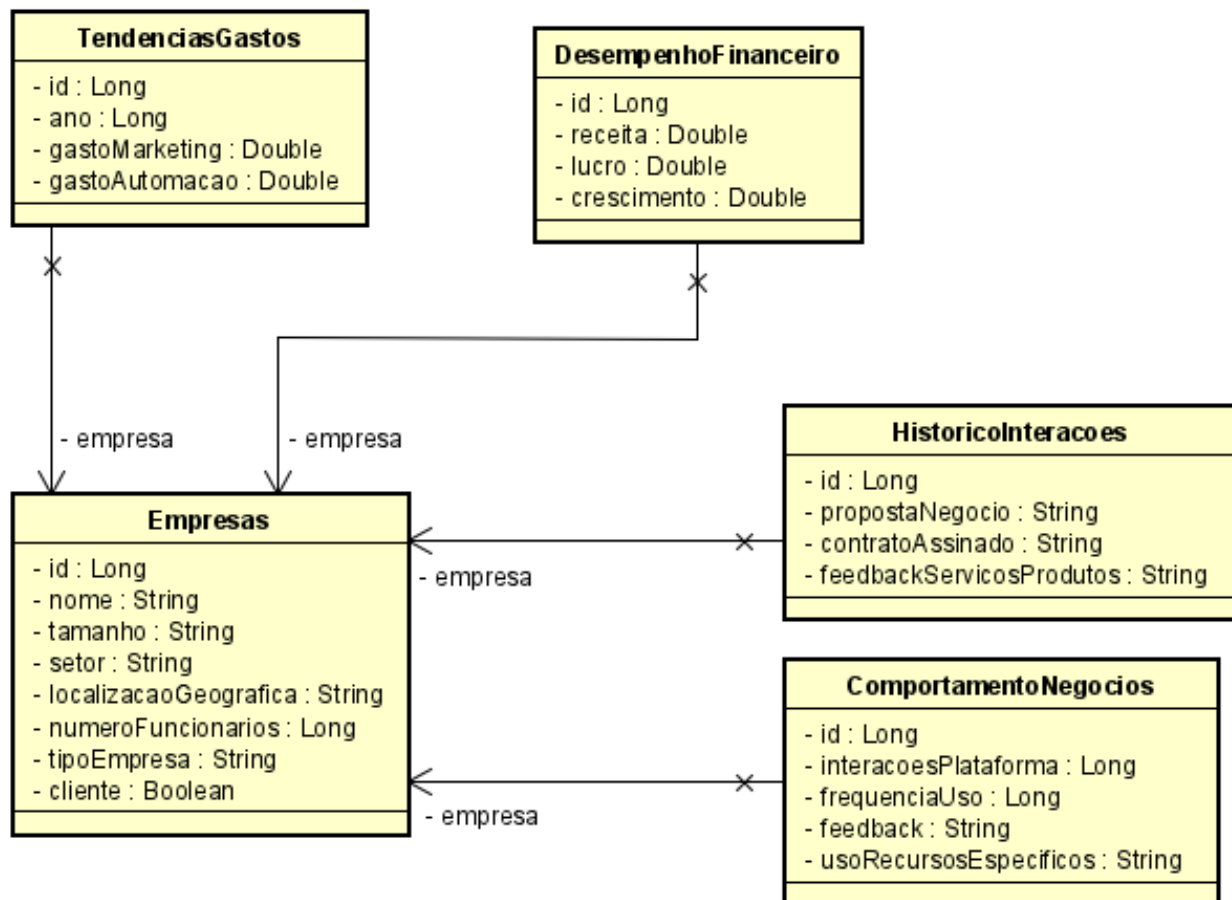 TendenciasGastos
- id : Long
- ano : Long
- gastoMarketing : Double
- gastoAutomacao : Double
DesempenhoFinanceiro
- id : Long
- receita : Double
- lucro : Double
- crescimento : Double
- empresa
- empresa
HistoricoInteracoes
- id : Long
- propostaNegocio : String
- contratoAssinado : String
- feedbackServicosProdutos : String
Empresas
- id : Long
- nome : String
- tamanho : String
- setor : String
- localizacaoGeografica : String
- numeroFuncionarios : Long
- tipoEmpresa : String
- cliente : Boolean
- empresa
- empresa
ComportamentoNegocios
- id : Long
- interacoesPlataforma : Long
- frequenciaUso : Long
- feedback : String
- usoRecursosEspecificos : String